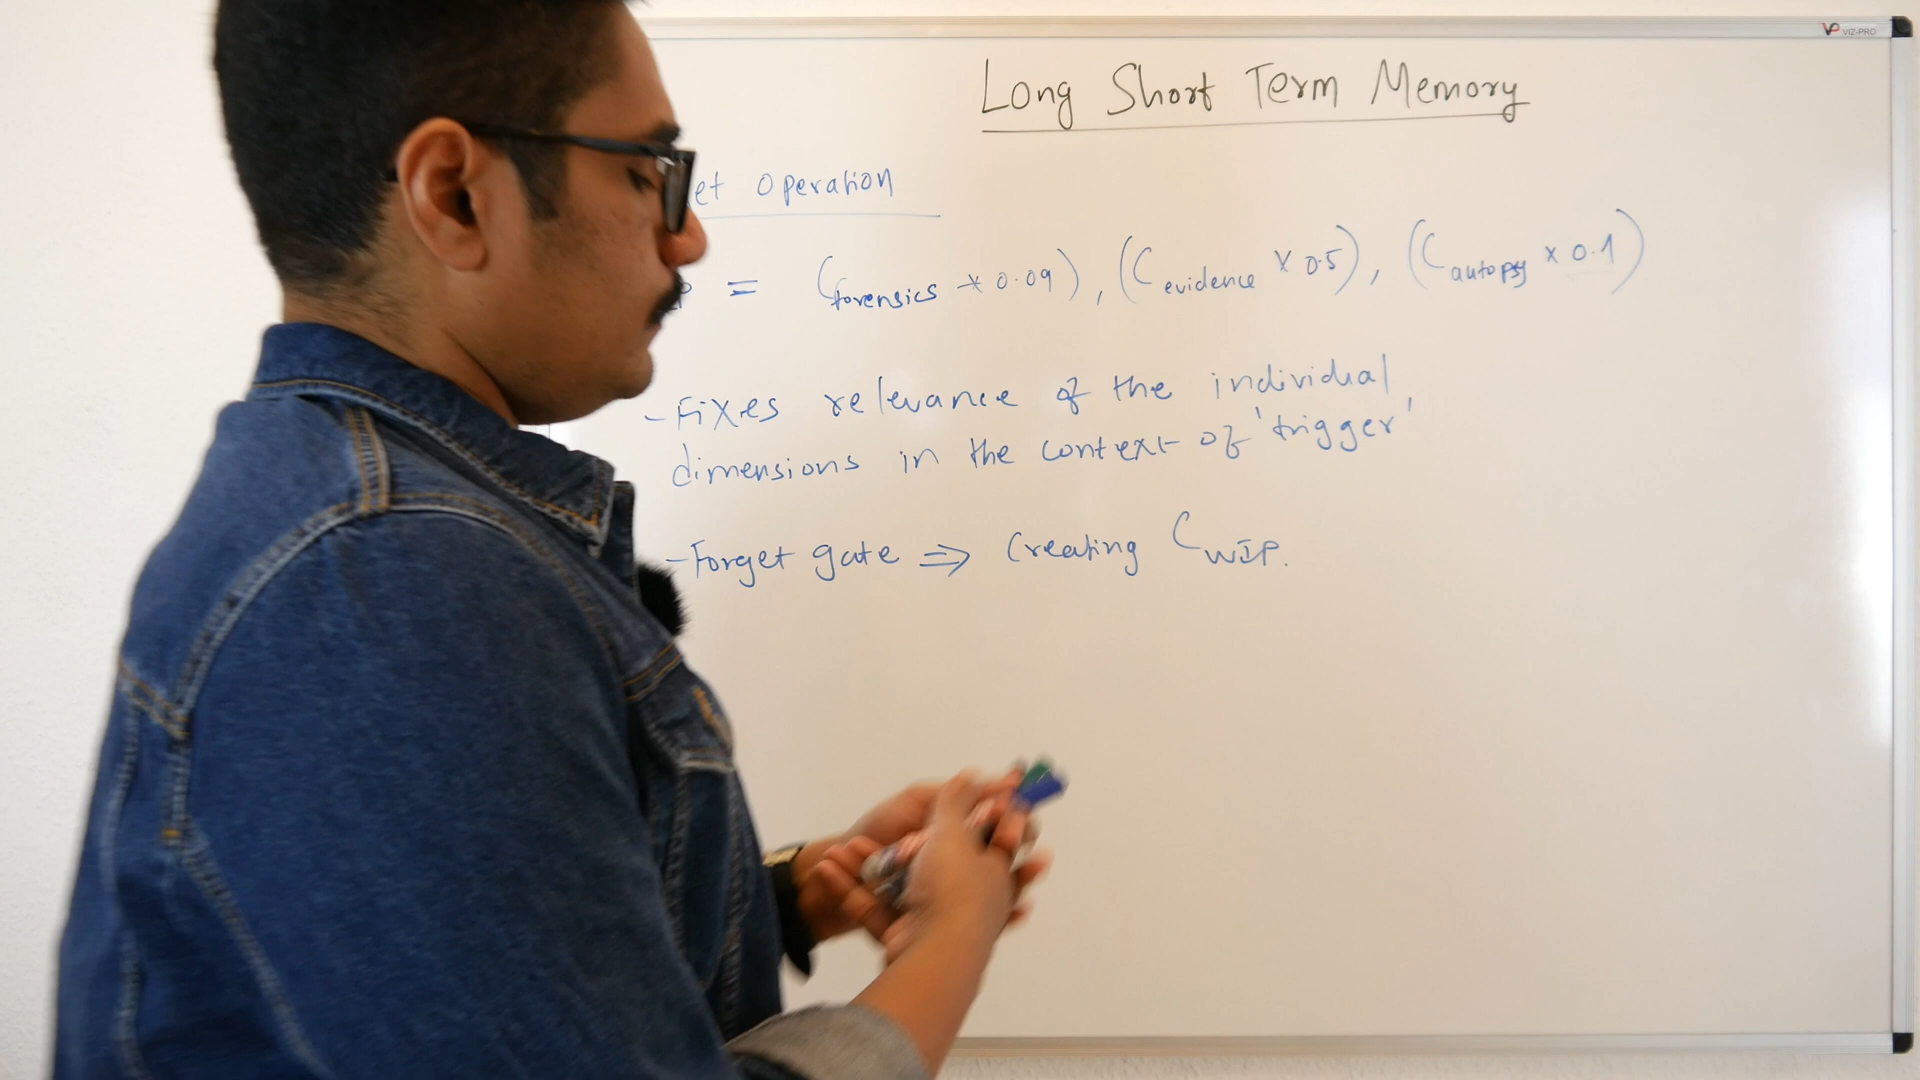 VP VIZ-PRO
Long Short Term Memory
et Operation
P = (C forensics * 0.09), (C evidence X 0.5), (C autopsy x 0.1)
- Fixes relevance of the individual
dimensions in the context of 'trigger'
- Forget gate ⇒ Creating C WIP.